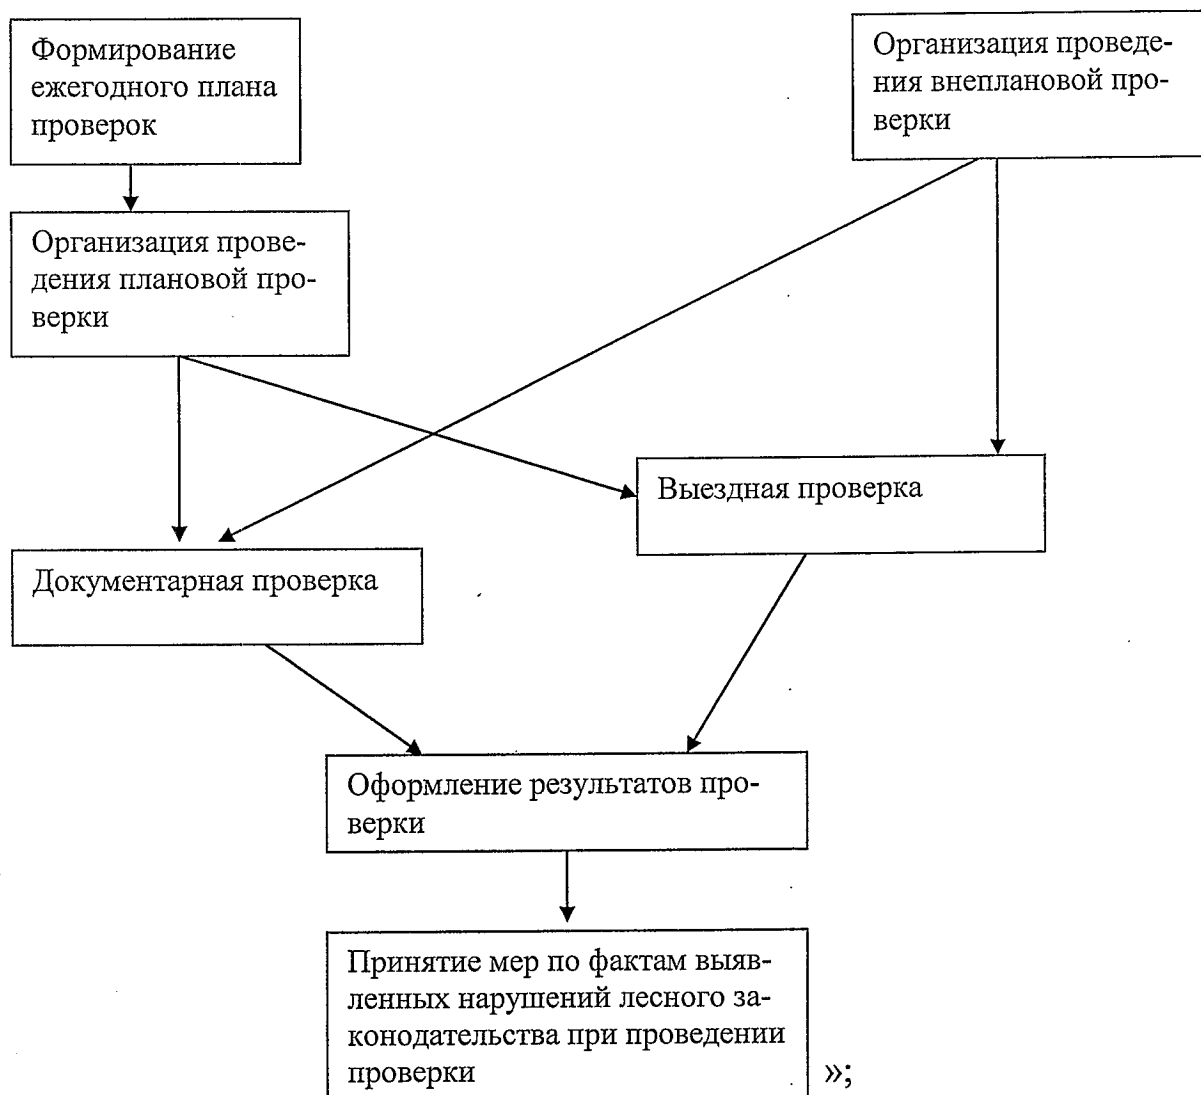 Формирование
ежегодного плана
проверок
Организация проведе-
ния внеплановой про-
верки
Организация прове-
дения плановой про-
верки
Выездная проверка
Документарная проверка
Оформление результатов про-
верки
Принятие мер по фактам выяв-
ленных нарушений лесного за-
конодательства при проведении
проверки
»;